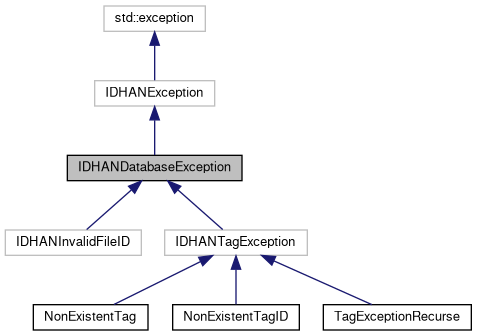 std::exception
IDHANException
IDHANDatabaseException
IDHANInvalidFileID
IDHANTagException
NonExistentTag
NonExistentTagID
TagExceptionRecurse